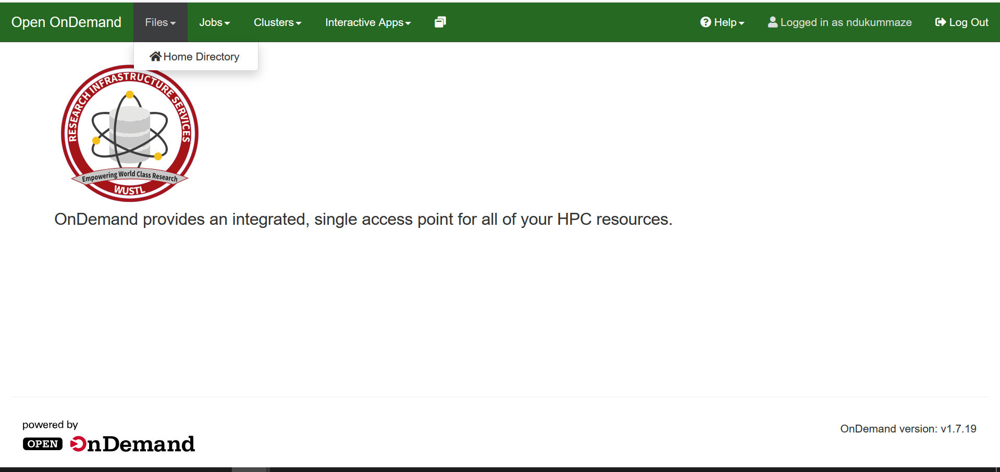 Open OnDemand Files Jobs Clusters Interactive Apps Help Logged in as ndukummaze Log Out
Home Directory
RESEARCH INFRASTRUCTURE SERVICES
Empowering World Class Research
WUSTL
OnDemand provides an integrated, single access point for all of your HPC resources.
powered by
OPEN OnDemand
OnDemand version: v1.7.19